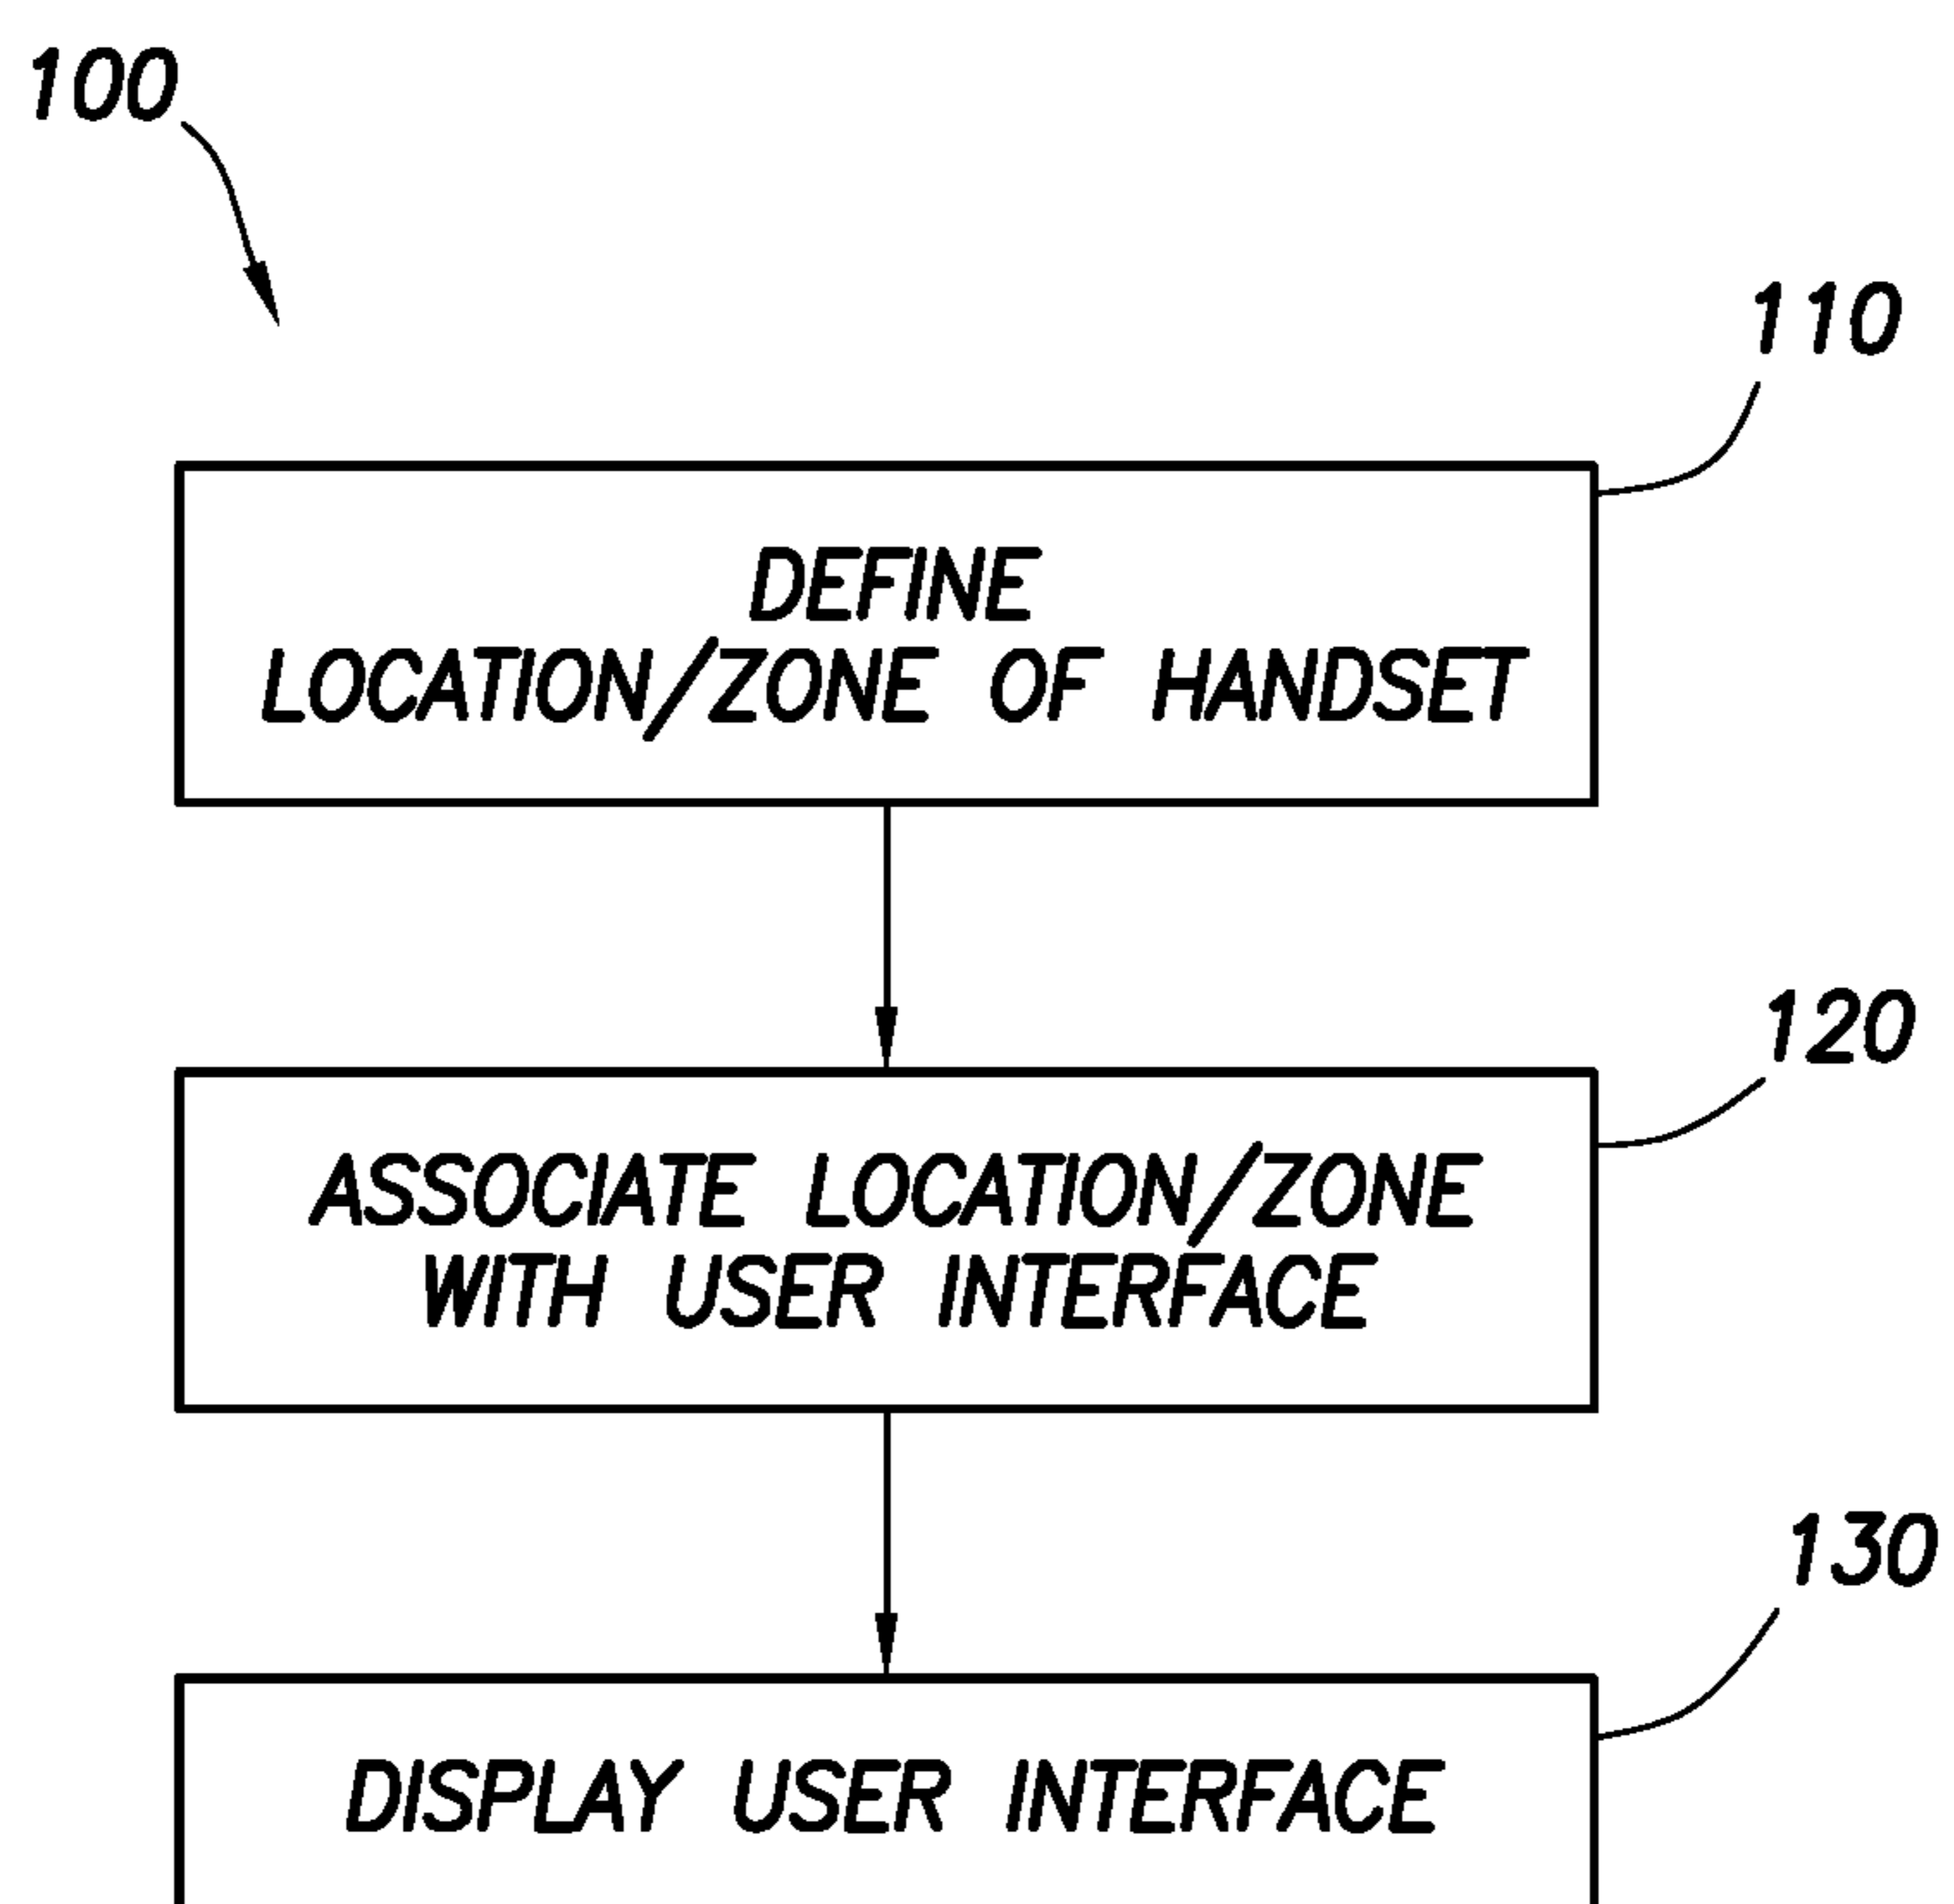 100
110
DEFINE
LOCATION/ZONE OF HANDSET
120
ASSOCIATE LOCATION/ZONE
WITH USER INTERFACE
130
DISPLAY USER INTERFACE